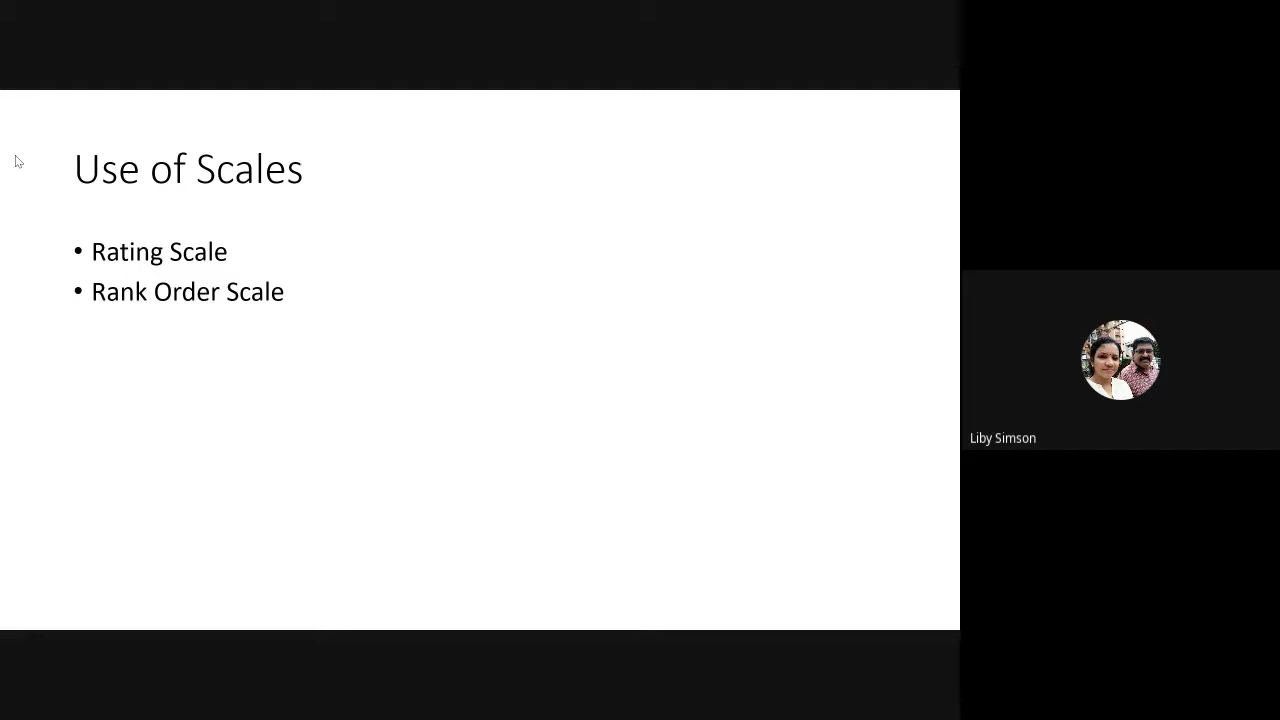 Use of Scales
• Rating Scale
• Rank Order Scale
Liby Simson